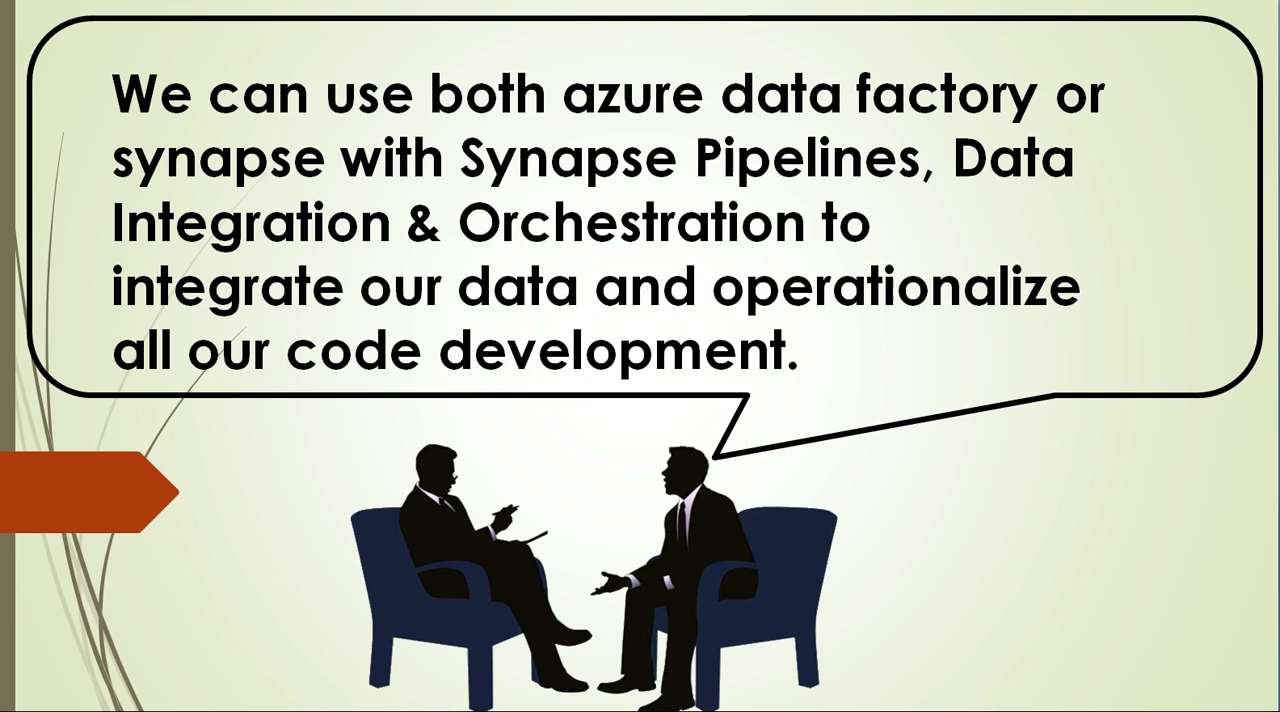 We can use both azure data factory or
synapse with Synapse Pipelines, Data
Integration & Orchestration to
integrate our data and operationalize
all our code development.